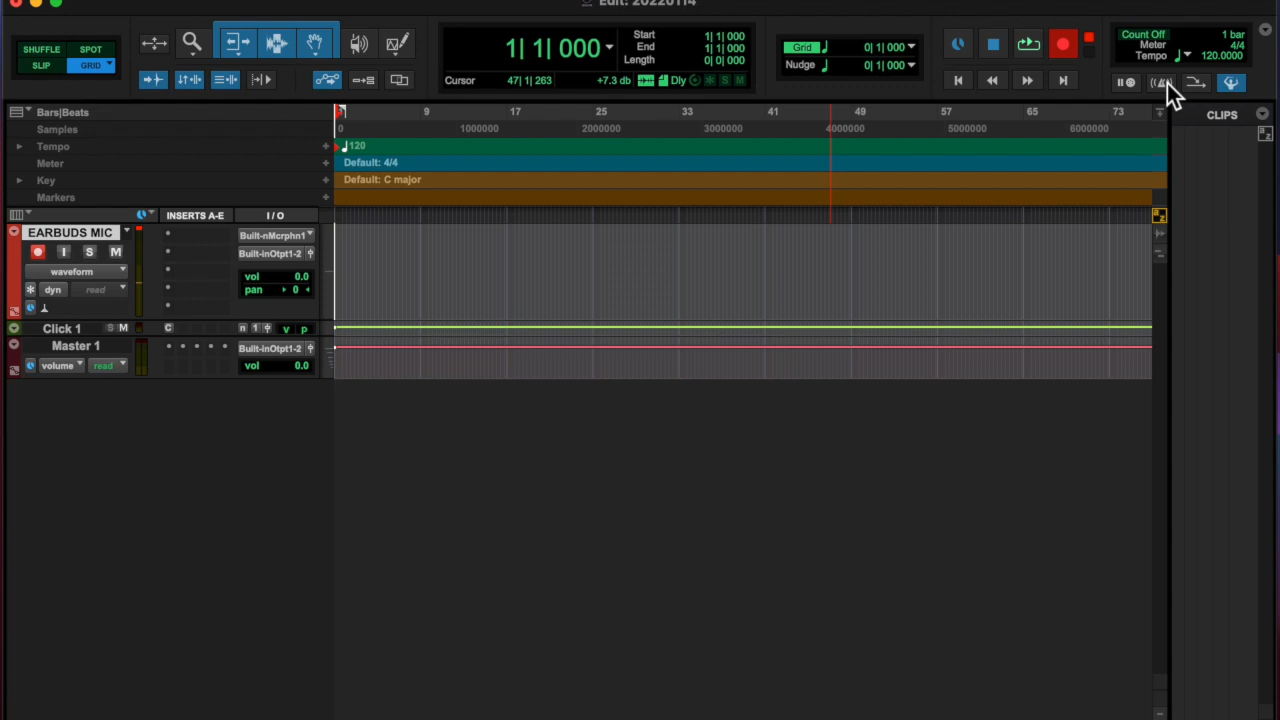 Edit: 20220114
SHUFFLE SPOT
SLIP GRID
1| 1| 000
Start 1| 1| 000
End 1| 1| 000
Length 0| 0| 000
Cursor 47| 1| 263 +7.3 db Dly S M
Grid 0| 1| 000
Nudge 0| 1| 000
Count Off 1 bar
Meter 4/4
Tempo 120.0000
Bars|Beats 9 17 25 33 41 49 57 65 73
Samples 0 1000000 2000000 3000000 4000000 5000000 6000000
Tempo 120
Meter Default: 4/4
Key Default: C major
Markers
CLIPS
INSERTS A-E I / O
EARBUDS MIC Built-nMcrphn1
I S M Built-inOtpt1-2
waveform vol 0.0
dyn read pan 0
Click 1 S M C n 1 v p
Master 1 Built-inOtpt1-2
volume read vol 0.0